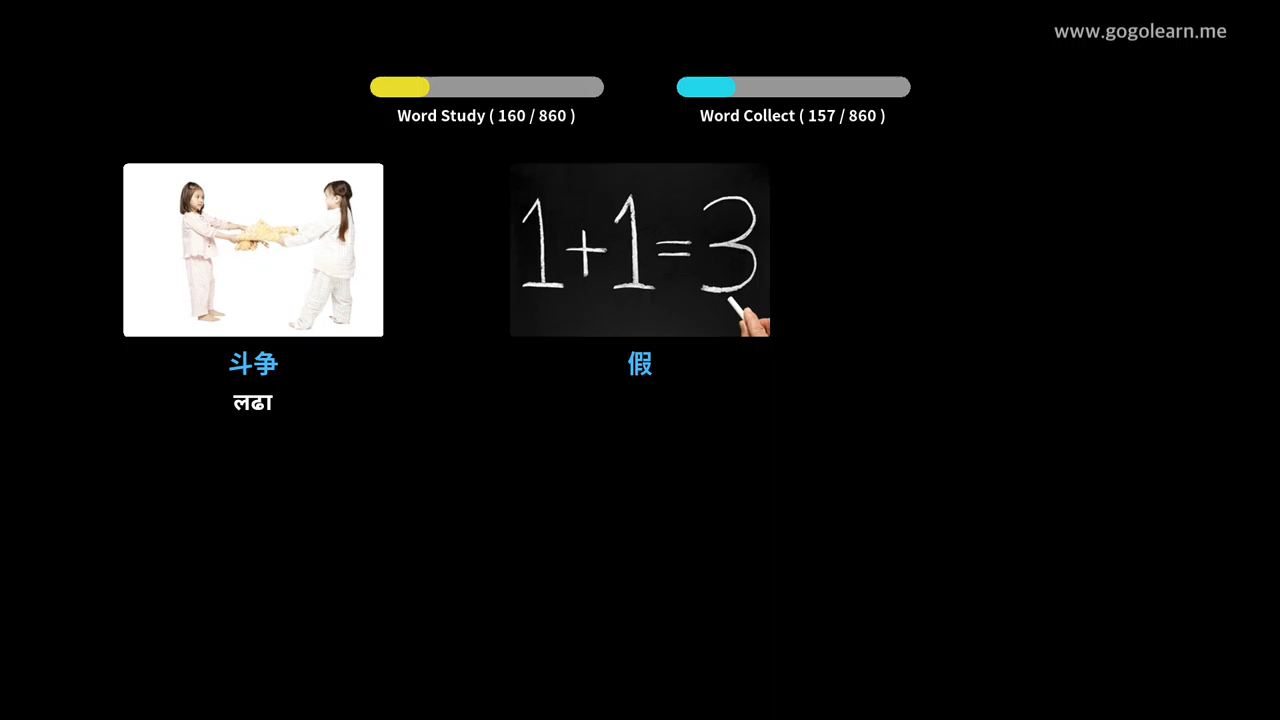 www.gogolearn.me
Word Study ( 160 / 860 )
Word Collect ( 157 / 860 )
1+1=3
斗争
假
लढा